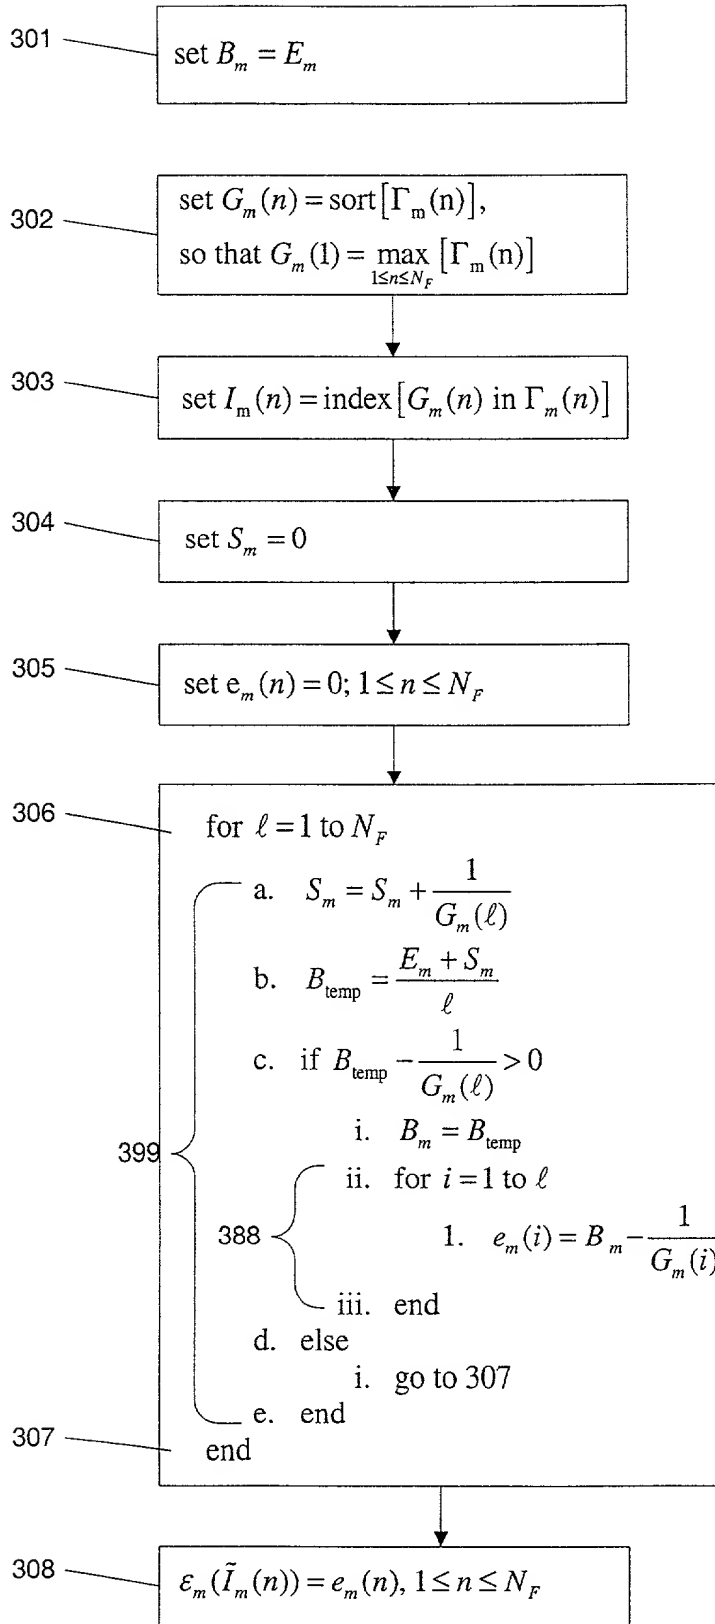 301
set B_m = E_m
302
set G_m(n) = sort[Γ_m(n)],
so that G_m(1) = max_{1≤n≤N_F} [Γ_m(n)]
303
set I_m(n) = index[G_m(n) in Γ_m(n)]
304
set S_m = 0
305
set e_m(n) = 0; 1 ≤ n ≤ N_F
306
for ℓ = 1 to N_F
399
a. S_m = S_m + 1/G_m(ℓ)
b. B_temp = (E_m + S_m)/ℓ
c. if B_temp − 1/G_m(ℓ) > 0
i. B_m = B_temp
388
ii. for i = 1 to ℓ
1. e_m(i) = B_m − 1/G_m(i)
iii. end
d. else
i. go to 307
e. end
307
end
308
ε_m(Ĩ_m(n)) = e_m(n), 1 ≤ n ≤ N_F